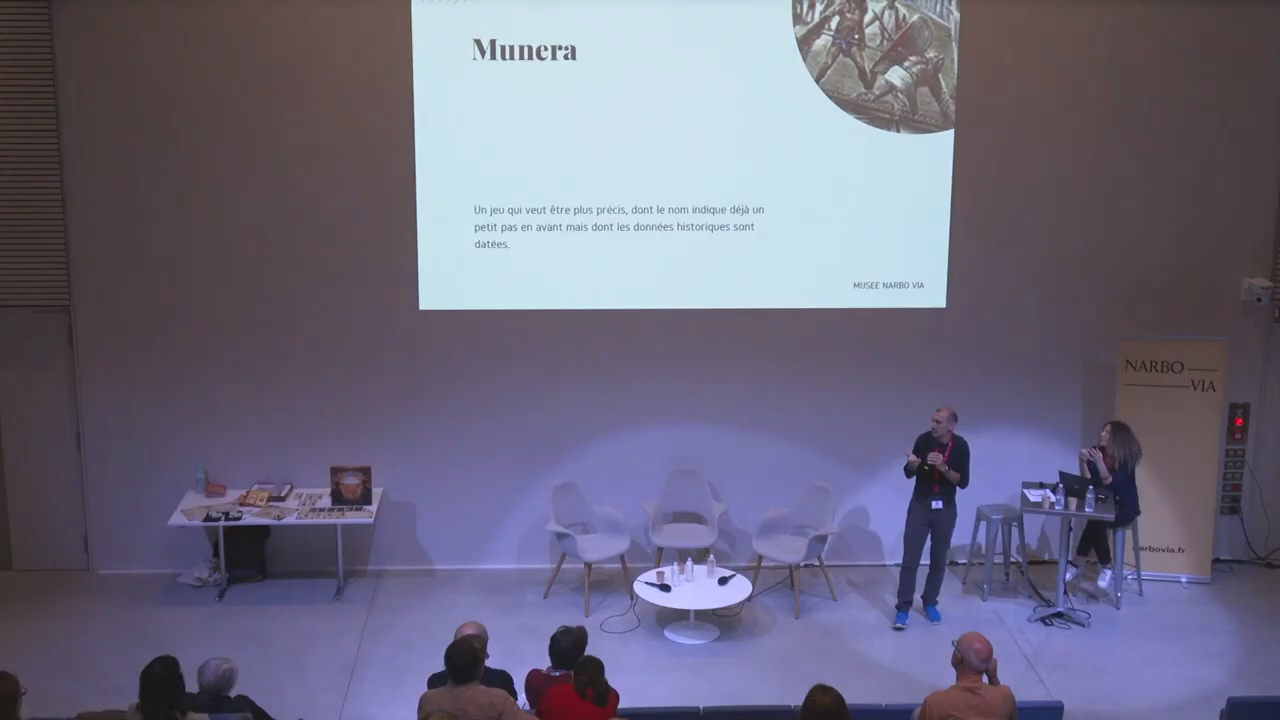 Munera
Un jeu qui veut être plus précis, dont le nom indique déjà un
petit pas en avant mais dont les données historiques sont
datées.
MUSEE NARBO VIA
NARBO
VIA
narbovia.fr